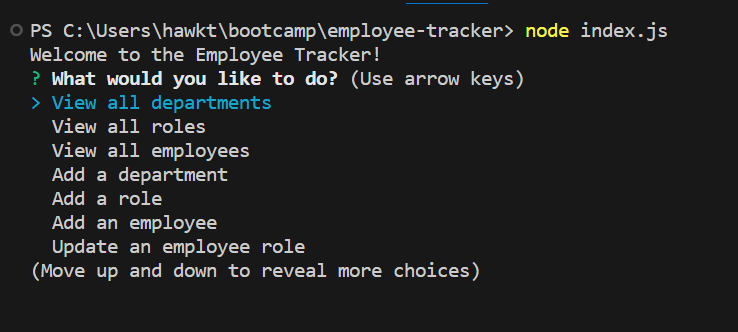 PS C:\Users\hawkt\bootcamp\employee-tracker> node index.js
Welcome to the Employee Tracker!
? What would you like to do? (Use arrow keys)
> View all departments
View all roles
View all employees
Add a department
Add a role
Add an employee
Update an employee role
(Move up and down to reveal more choices)